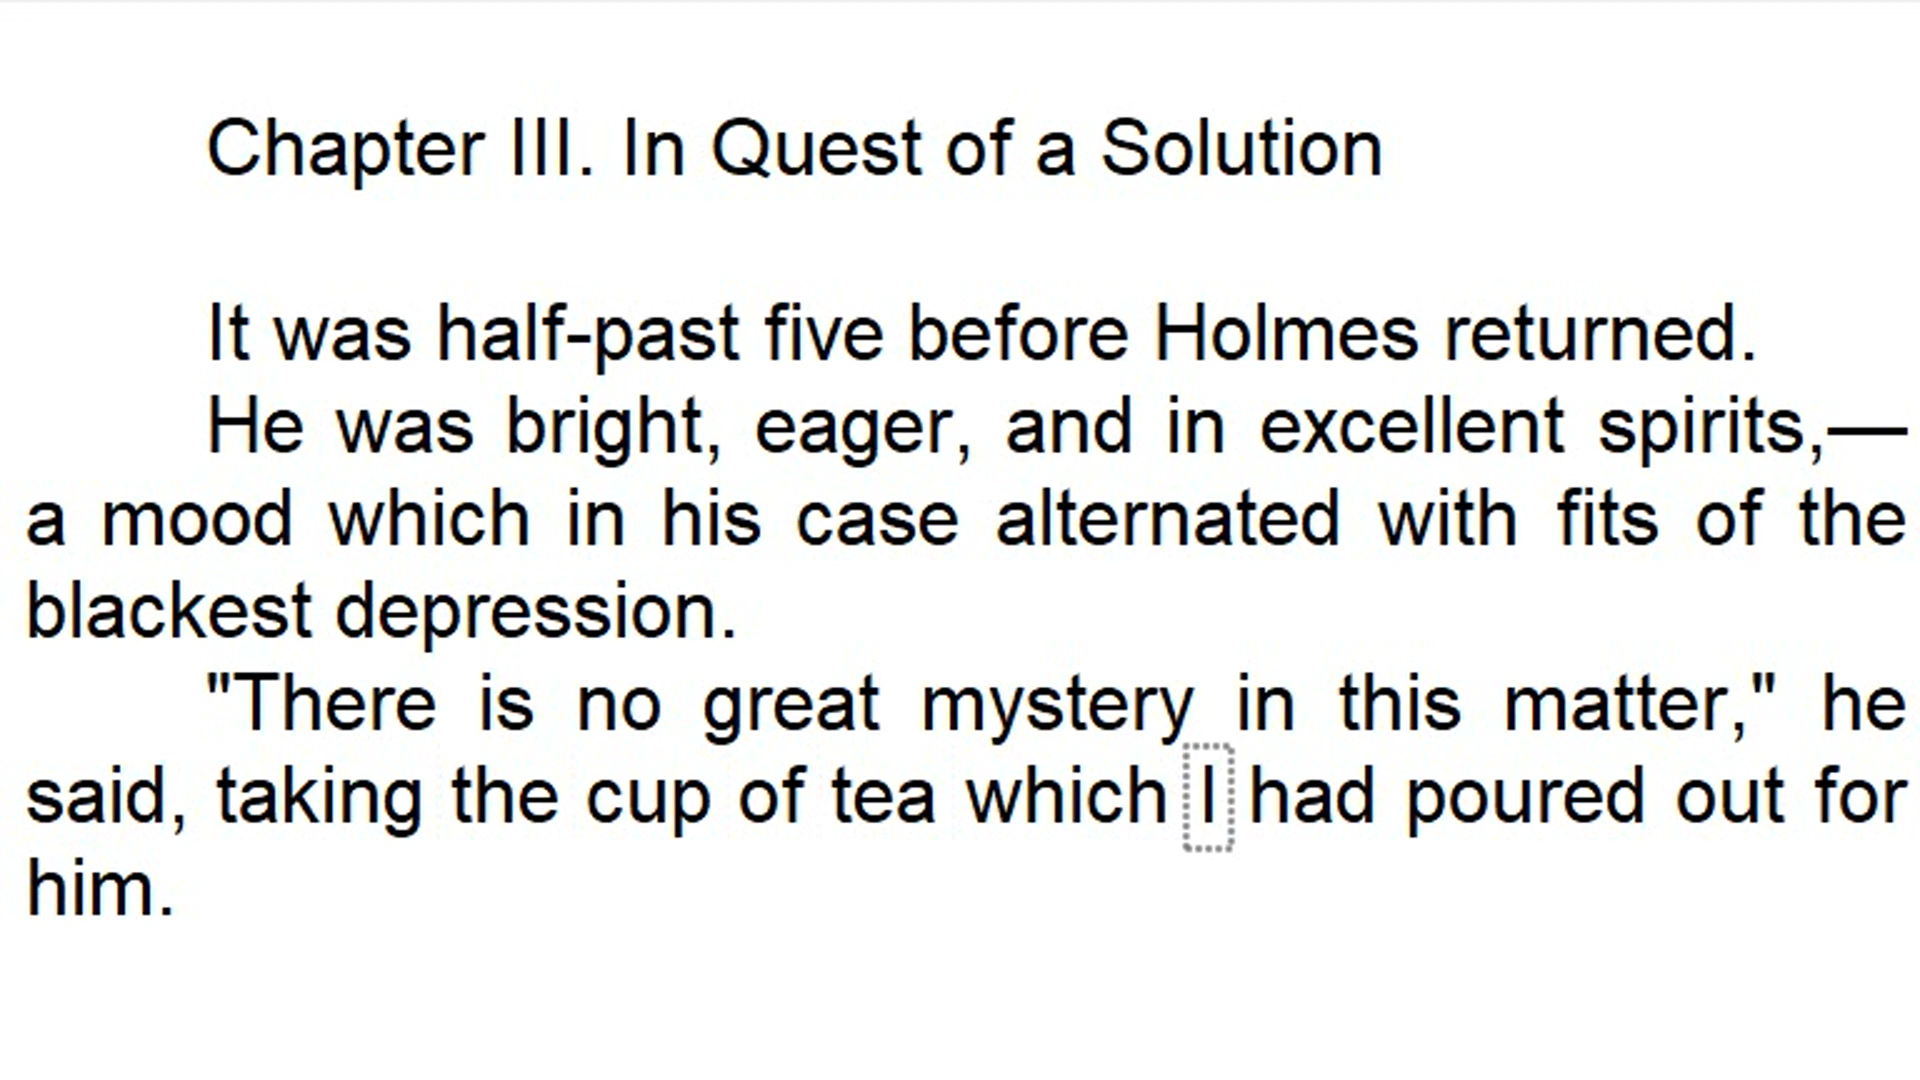 Chapter III. In Quest of a Solution
It was half-past five before Holmes returned.
He was bright, eager, and in excellent spirits,—
a mood which in his case alternated with fits of the
blackest depression.
"There is no great mystery in this matter," he
said, taking the cup of tea which I had poured out for
him.